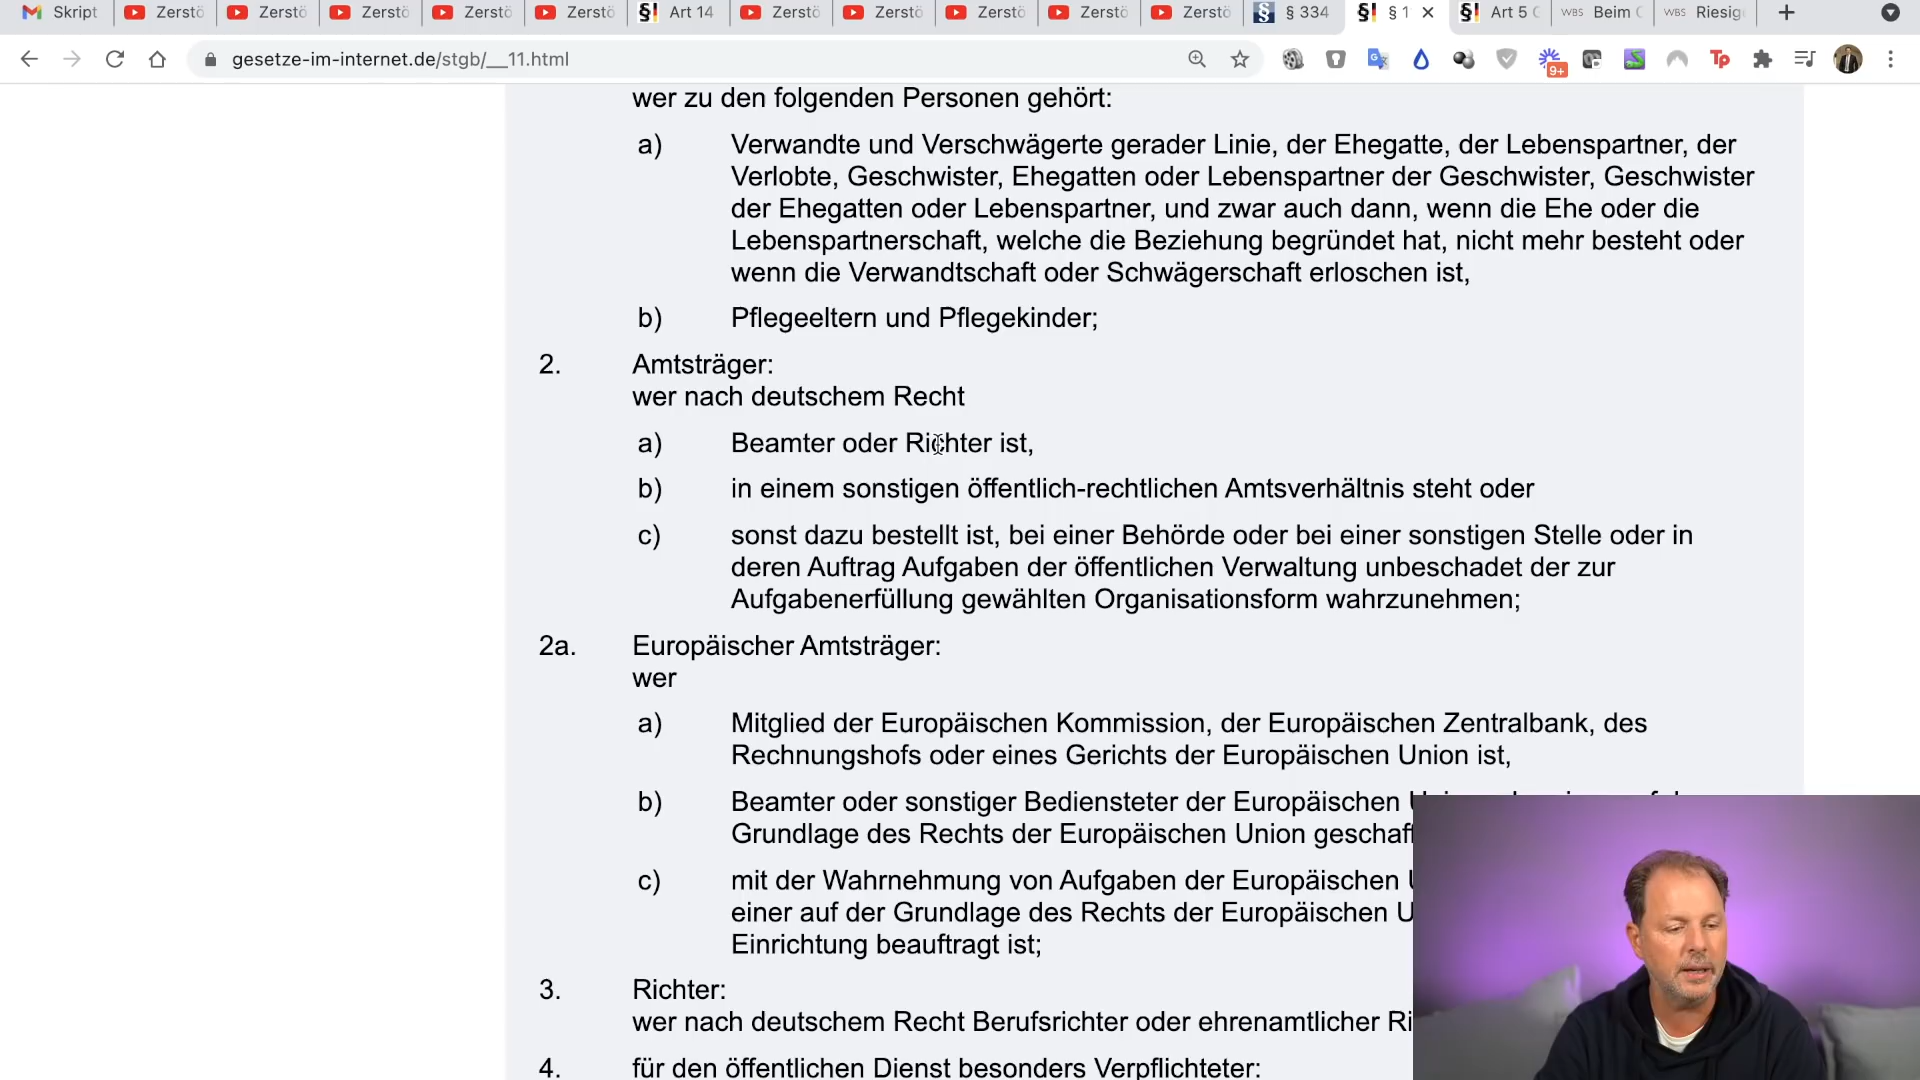 Skript
Zerstö
Zerstö
Zerstö
Zerstö
Zerstö
Art 14
Zerstö
Zerstö
Zerstö
Zerstö
Zerstö
§ 334
§ 1
Art 5
WBS Beim
WBS Riesig
gesetze-im-internet.de/stgb/__11.html
9+
Tp
wer zu den folgenden Personen gehört:
a) Verwandte und Verschwägerte gerader Linie, der Ehegatte, der Lebenspartner, der
Verlobte, Geschwister, Ehegatten oder Lebenspartner der Geschwister, Geschwister
der Ehegatten oder Lebenspartner, und zwar auch dann, wenn die Ehe oder die
Lebenspartnerschaft, welche die Beziehung begründet hat, nicht mehr besteht oder
wenn die Verwandtschaft oder Schwägerschaft erloschen ist,
b) Pflegeeltern und Pflegekinder;
2. Amtsträger:
wer nach deutschem Recht
a) Beamter oder Richter ist,
b) in einem sonstigen öffentlich-rechtlichen Amtsverhältnis steht oder
c) sonst dazu bestellt ist, bei einer Behörde oder bei einer sonstigen Stelle oder in
deren Auftrag Aufgaben der öffentlichen Verwaltung unbeschadet der zur
Aufgabenerfüllung gewählten Organisationsform wahrzunehmen;
2a. Europäischer Amtsträger:
wer
a) Mitglied der Europäischen Kommission, der Europäischen Zentralbank, des
Rechnungshofs oder eines Gerichts der Europäischen Union ist,
b) Beamter oder sonstiger Bediensteter der Europäischen
Grundlage des Rechts der Europäischen Union geschaf
c) mit der Wahrnehmung von Aufgaben der Europäischen
einer auf der Grundlage des Rechts der Europäischen
Einrichtung beauftragt ist;
3. Richter:
wer nach deutschem Recht Berufsrichter oder ehrenamtlicher Ri
4. für den öffentlichen Dienst besonders Verpflichteter: